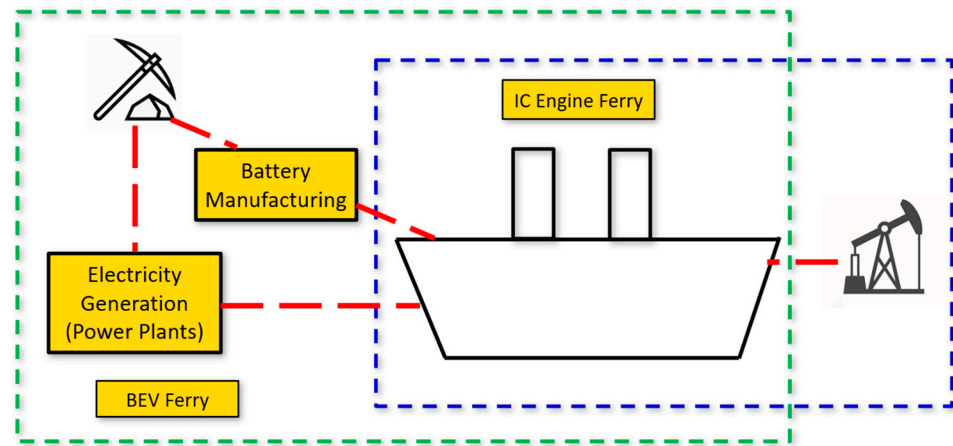 IC Engine Ferry
Battery
Manufacturing
Electricity
Generation
(Power Plants)
BEV Ferry